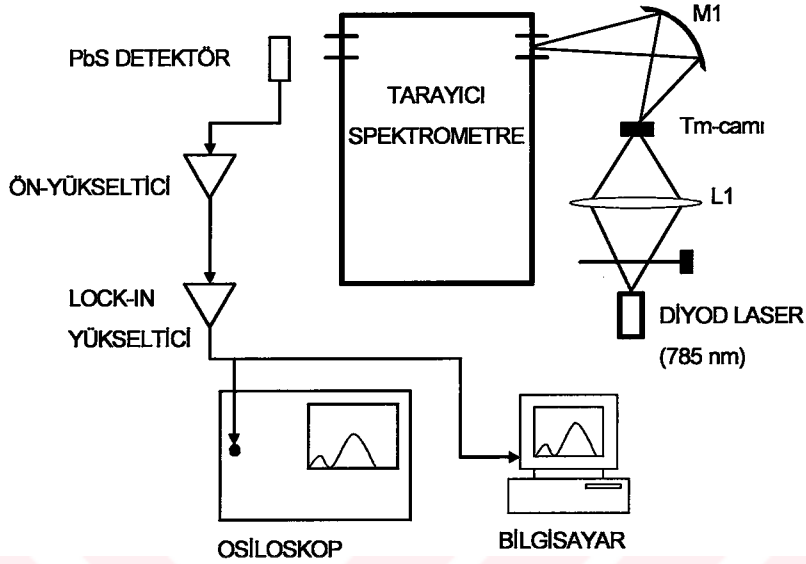 M1
PbS DETEKTÖR
TARAYICI
SPEKTROMETRE
Tm-camı
ÖN-YÜKSELTİCİ
L1
LOCK-IN
YÜKSELTİCİ
DİYOD LASER
(785 nm)
OSİLOSKOP
BİLGİSAYAR